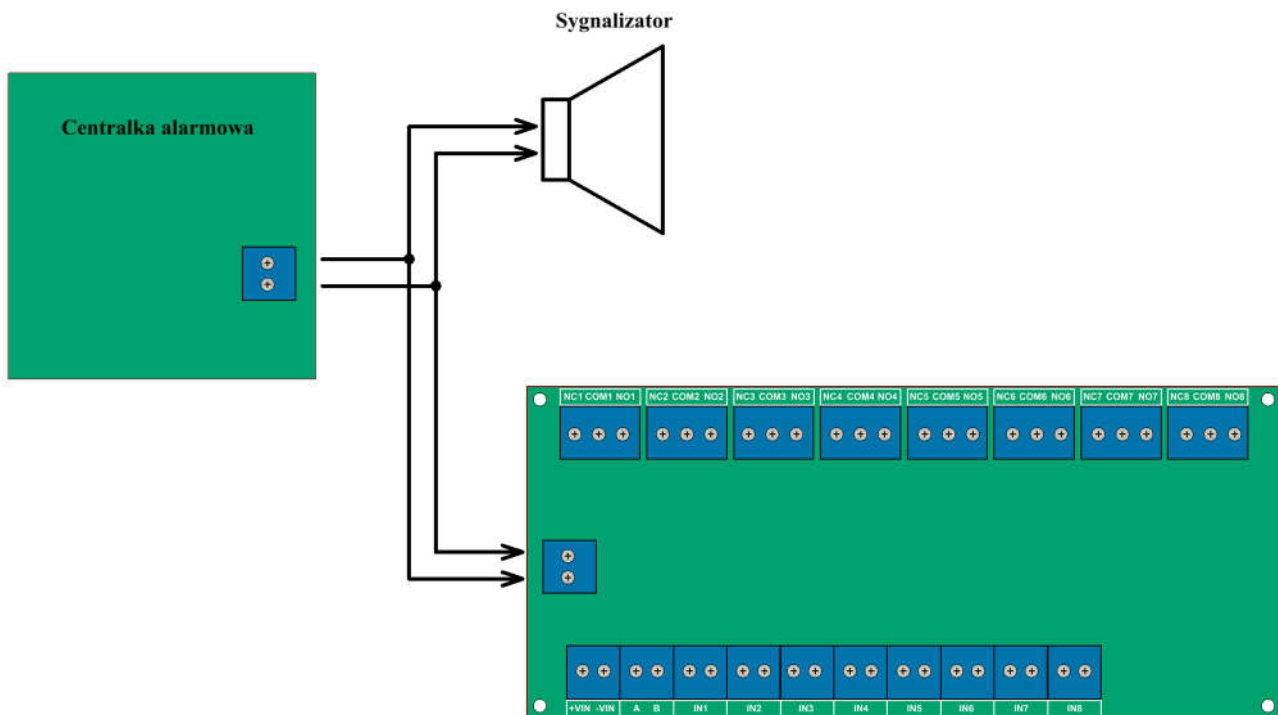 Sygnalizator
Centralka alarmowa
NC1 COM1 NO1 NC2 COM2 NO2 NC3 COM3 NO3 NC4 COM4 NO4 NC5 COM5 NO5 NC6 COM6 NO6 NC7 COM7 NO7 NC8 COM8 NO8
+VIN -VIN A B IN1 IN2 IN3 IN4 IN5 IN6 IN7 IN8